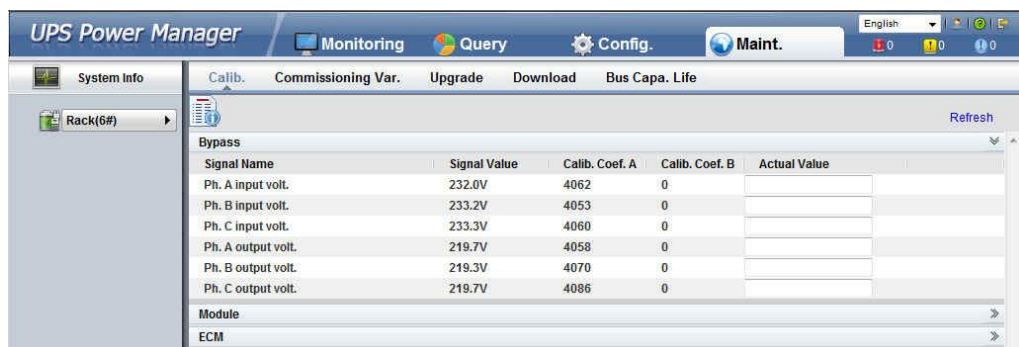 UPS Power Manager
Monitoring Query Config. Maint.
English
0 0 0
System Info
Calib. Commissioning Var. Upgrade Download Bus Capa. Life
Rack(6#)
Refresh
Bypass
Signal Name Signal Value Calib. Coef. A Calib. Coef. B Actual Value
Ph. A input volt. 232.0V 4062 0
Ph. B input volt. 233.2V 4053 0
Ph. C input volt. 233.3V 4060 0
Ph. A output volt. 219.7V 4058 0
Ph. B output volt. 219.3V 4070 0
Ph. C output volt. 219.7V 4086 0
Module
ECM